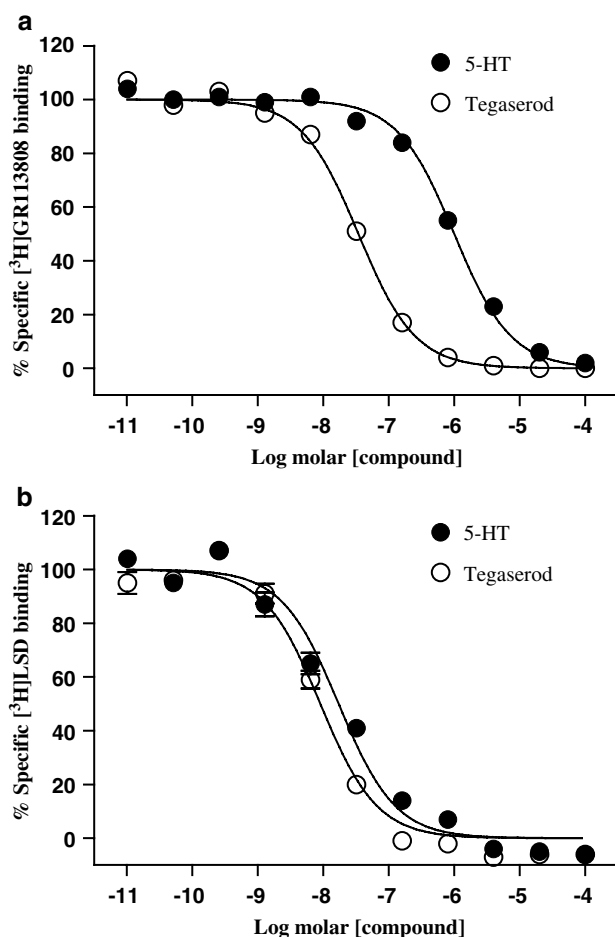 a
120
100
80
60
40
20
0
% Specific [³H]GR113808 binding
5-HT
Tegaserod
-11 -10 -9 -8 -7 -6 -5 -4
Log molar [compound]
b
120
100
80
60
40
20
0
% Specific [³H]LSD binding
5-HT
Tegaserod
-11 -10 -9 -8 -7 -6 -5 -4
Log molar [compound]